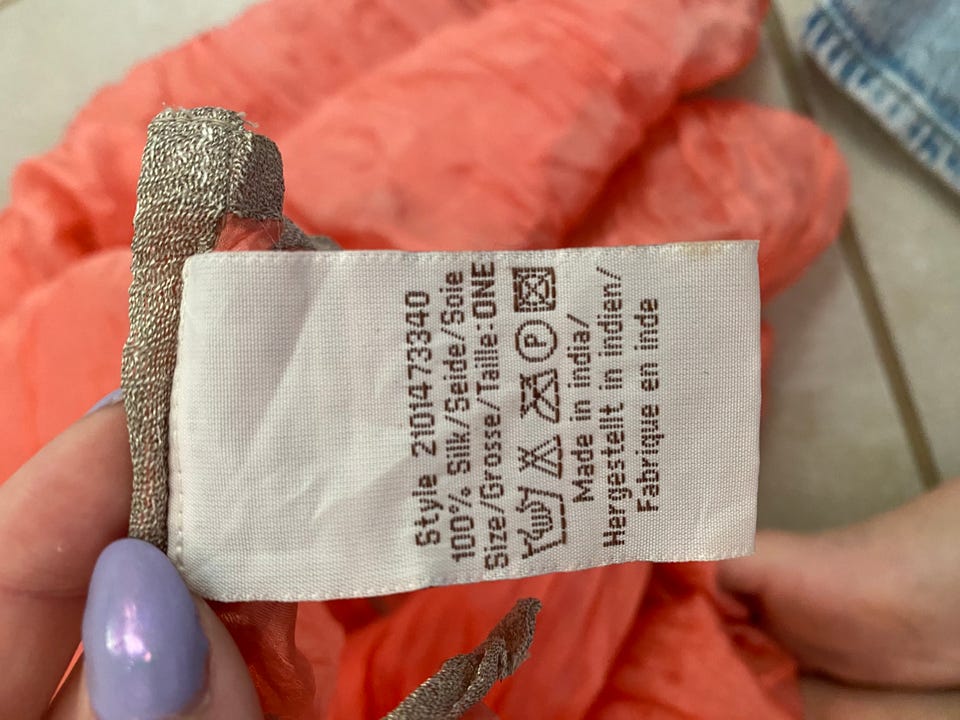 Style 2101473340
100% Silk/Seide/Soie
Size/Grosse/Taille:ONE
P
Made in india/
Hergestellt in indien/
Fabrique en inde